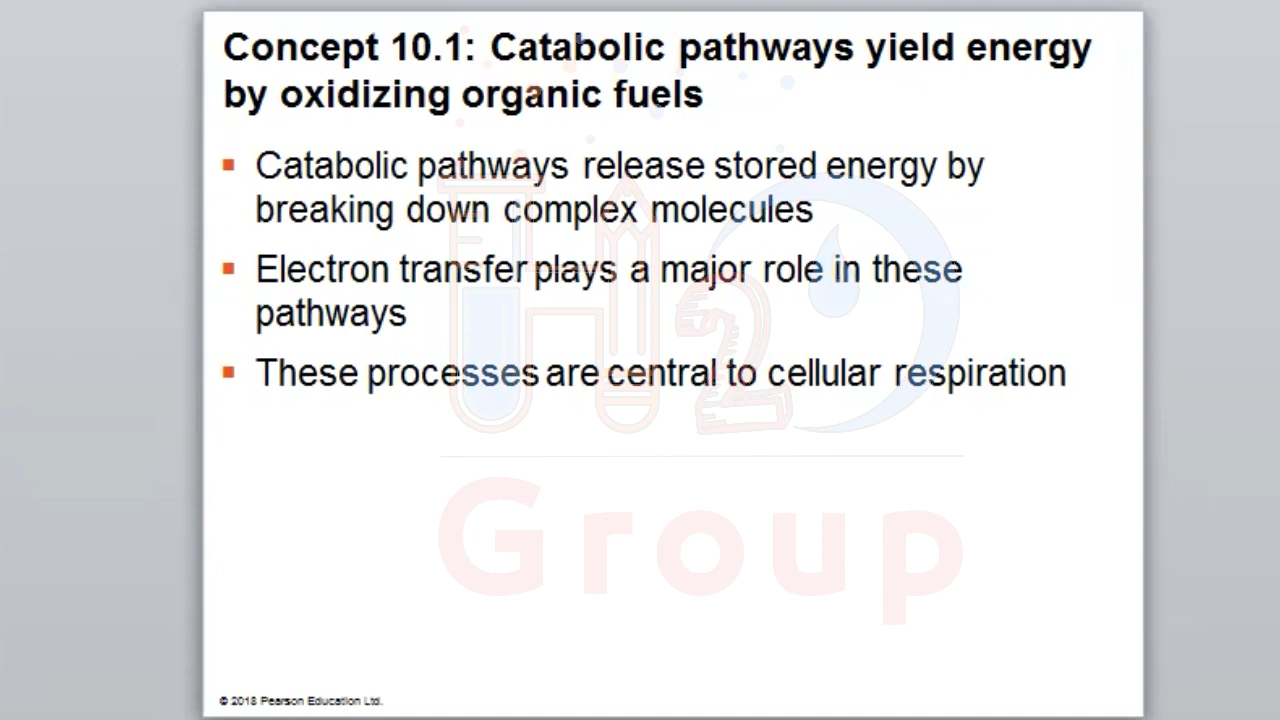 Concept 10.1: Catabolic pathways yield energy
by oxidizing organic fuels
▪ Catabolic pathways release stored energy by
breaking down complex molecules
▪ Electron transfer plays a major role in these
pathways
▪ These processes are central to cellular respiration
H2O
Group
© 2018 Pearson Education Ltd.